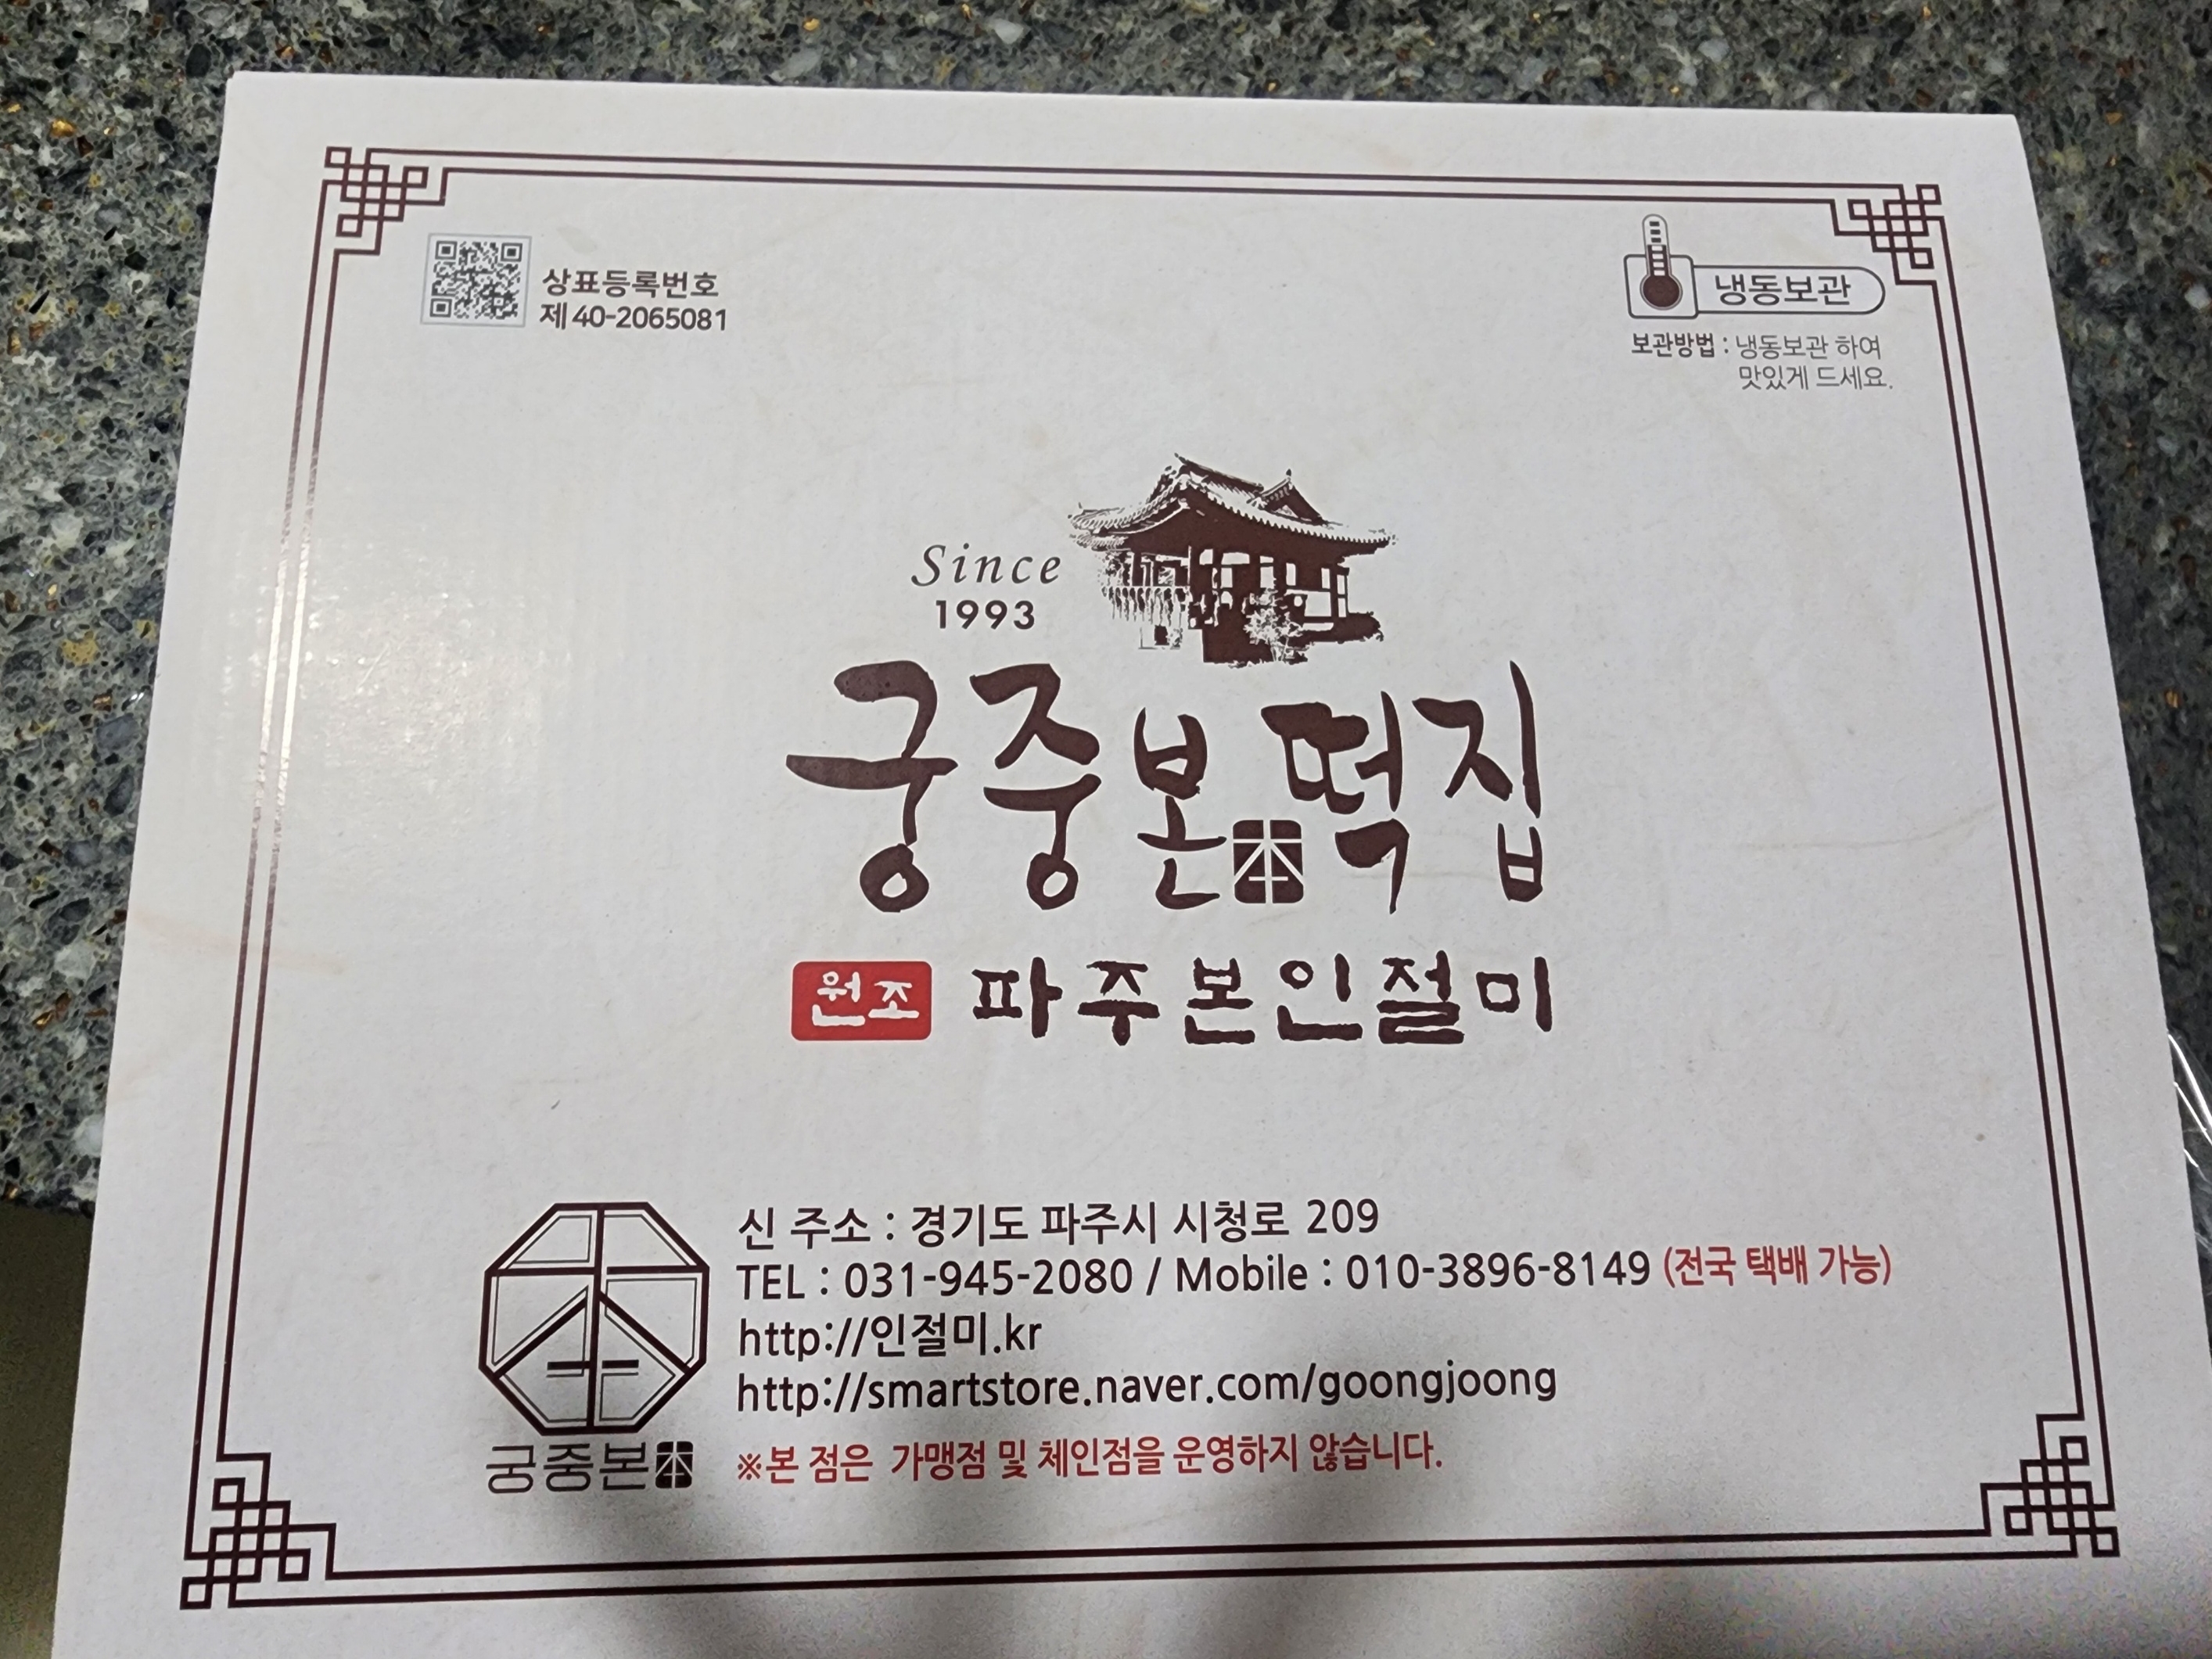 상표등록번호
제40-2065081
냉동보관
보관방법 : 냉동보관 하여
맛있게 드세요.
Since
1993
궁중본本떡집
원조 파주본인절미
신 주소 : 경기도 파주시 시청로 209
TEL : 031-945-2080 / Mobile : 010-3896-8149 (전국 택배 가능)
http://인절미.kr
http://smartstore.naver.com/goongjoong
궁중본本
※본 점은 가맹점 및 체인점을 운영하지 않습니다.